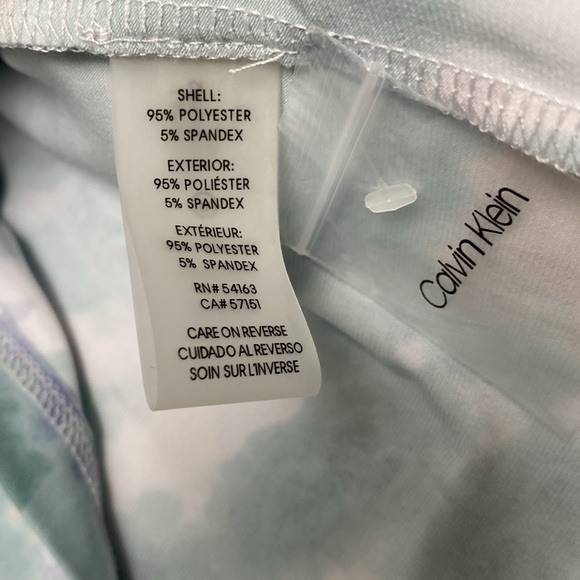 SHELL:
95% POLYESTER
5% SPANDEX
EXTERIOR:
95% POLIÉSTER
5% SPANDEX
EXTÉRIEUR:
95% POLYESTER
5% SPANDEX
RN# 54163
CA# 57151
CARE ON REVERSE
CUIDADO AL REVERSO
SOIN SUR L'INVERSE
Calvin Klein